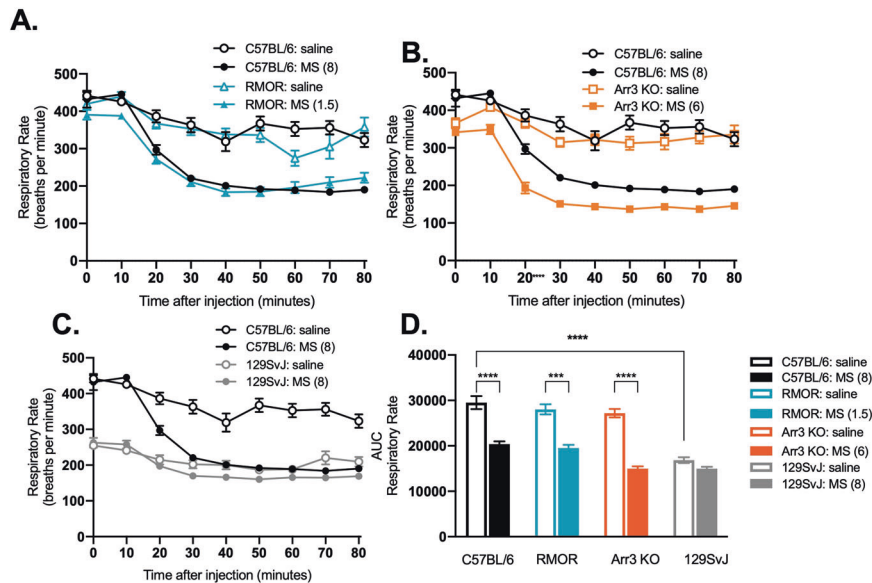 A.
C57BL/6: saline
C57BL/6: MS (8)
RMOR: saline
RMOR: MS (1.5)
500
400
300
200
100
0
Respiratory Rate
(breaths per minute)
0 10 20 30 40 50 60 70 80
Time after injection (minutes)
B.
C57BL/6: saline
C57BL/6: MS (8)
Arr3 KO: saline
Arr3 KO: MS (6)
500
400
300
200
100
0
Respiratory Rate
(breaths per minute)
0 10 20 **** 30 40 50 60 70 80
Time after injection (minutes)
C.
C57BL/6: saline
C57BL/6: MS (8)
129SvJ: saline
129SvJ: MS (8)
500
400
300
200
100
0
Respiratory Rate
(breaths per minute)
0 10 20 30 40 50 60 70 80
Time after injection (minutes)
D.
****
**** *** ****
40000
30000
20000
10000
0
AUC
Respiratory Rate
C57BL/6 RMOR Arr3 KO 129SvJ
C57BL/6: saline
C57BL/6: MS (8)
RMOR: saline
RMOR: MS (1.5)
Arr3 KO: saline
Arr3 KO: MS (6)
129SvJ: saline
129SvJ: MS (8)